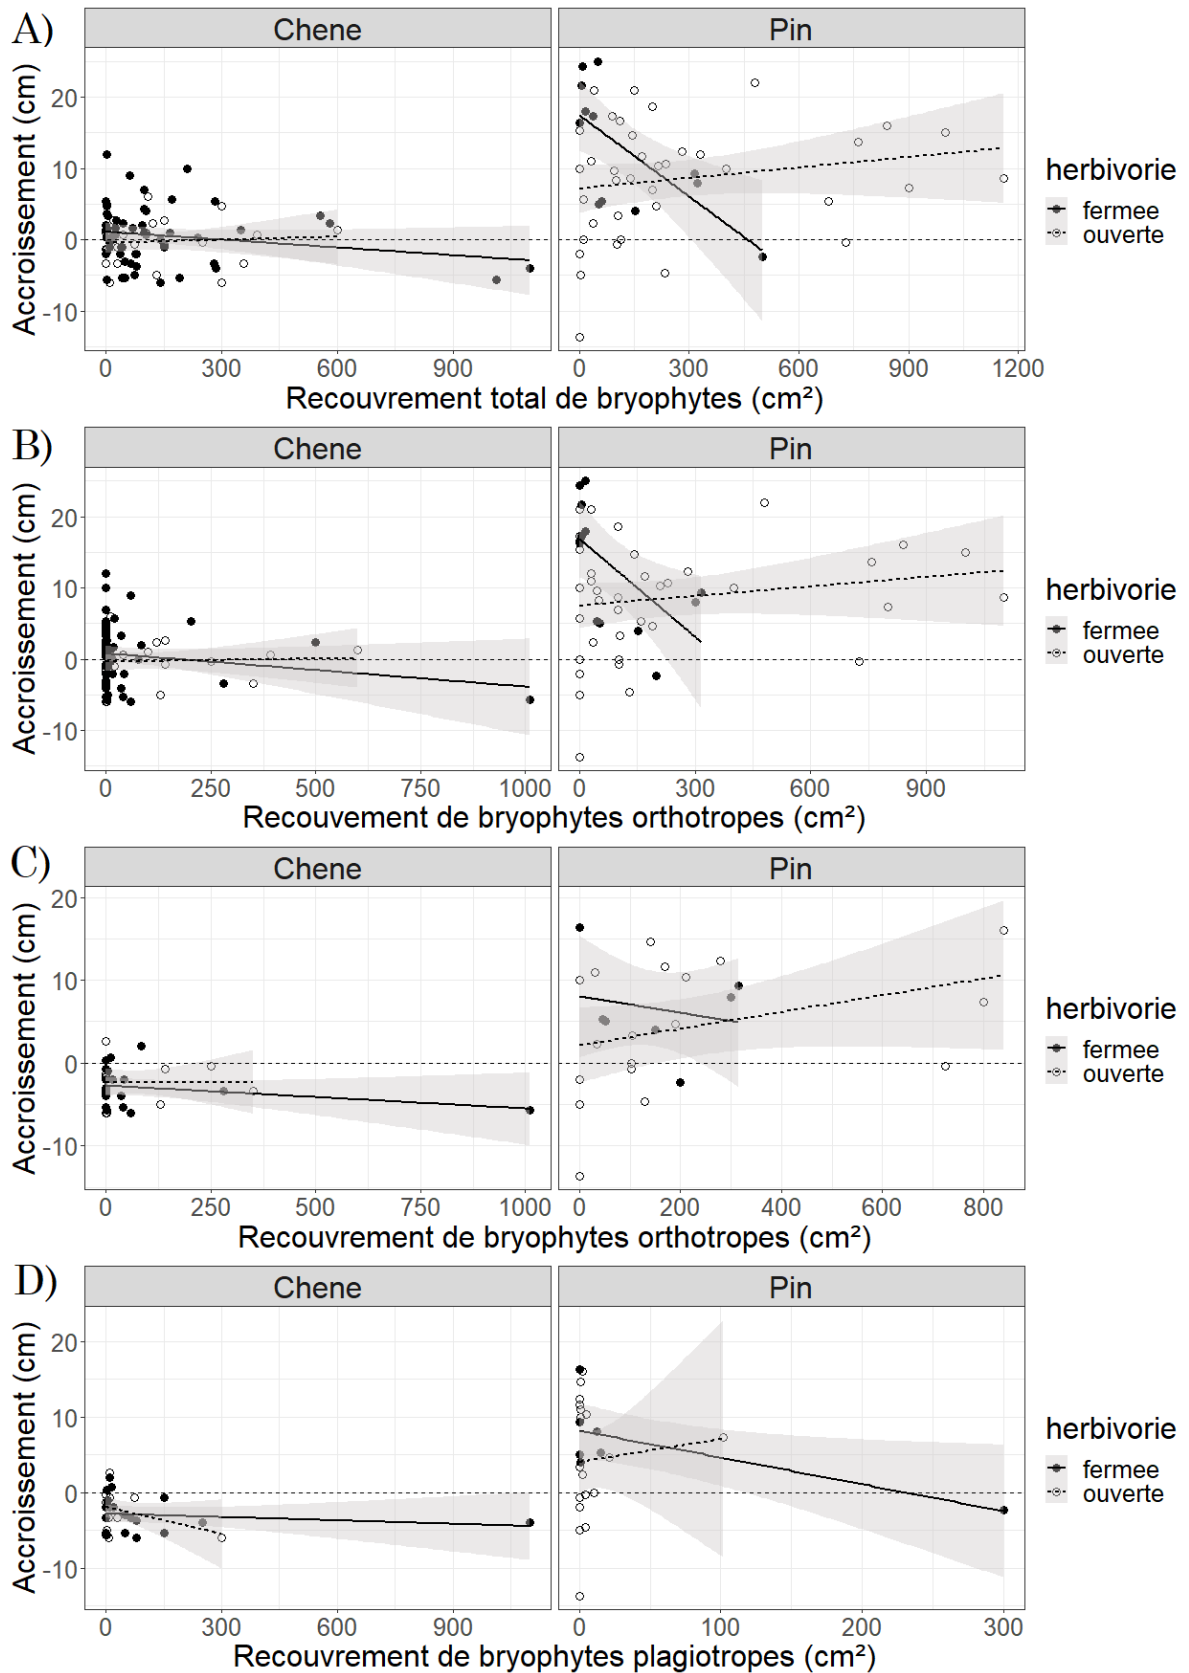 A)
Chene
Pin
20
10
0
-10
Accroissement (cm)
0 300 600 900
0 300 600 900 1200
Recouvrement total de bryophytes (cm²)
herbivorie
fermee
ouverte
B)
Chene
Pin
20
10
0
-10
Accroissement (cm)
0 250 500 750 1000
0 300 600 900
Recouvement de bryophytes orthotropes (cm²)
herbivorie
fermee
ouverte
C)
Chene
Pin
20
10
0
-10
Accroissement (cm)
0 250 500 750 1000
0 200 400 600 800
Recouvrement de bryophytes orthotropes (cm²)
herbivorie
fermee
ouverte
D)
Chene
Pin
20
10
0
-10
Accroissement (cm)
0 300 600 900
0 100 200 300
Recouvrement de bryophytes plagiotropes (cm²)
herbivorie
fermee
ouverte